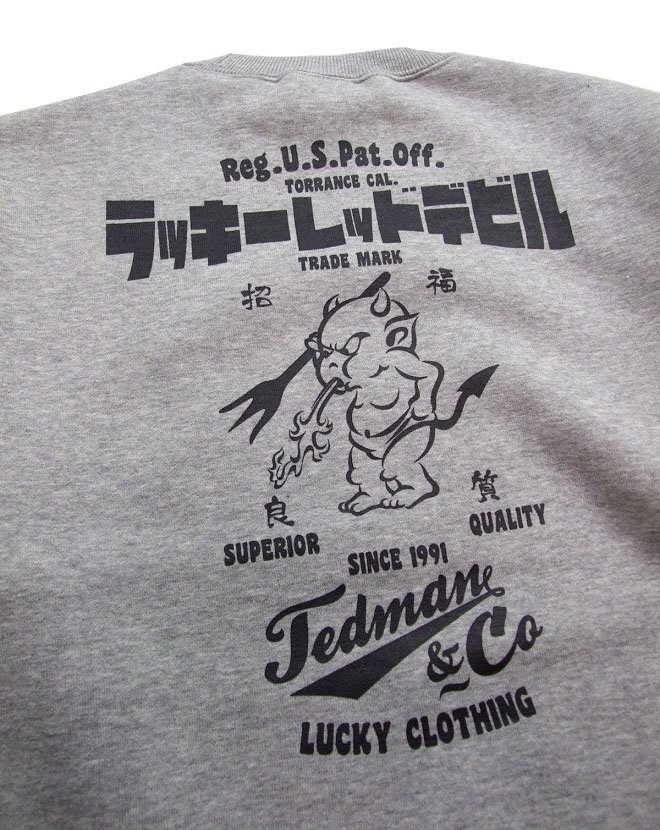 Reg.U.S.Pat.Off.
TORRANCE CAL.
ラッキーレッドデビル
TRADE MARK
招 福
良 質
SUPERIOR QUALITY
SINCE 1991
Tedman
& Co
LUCKY CLOTHING